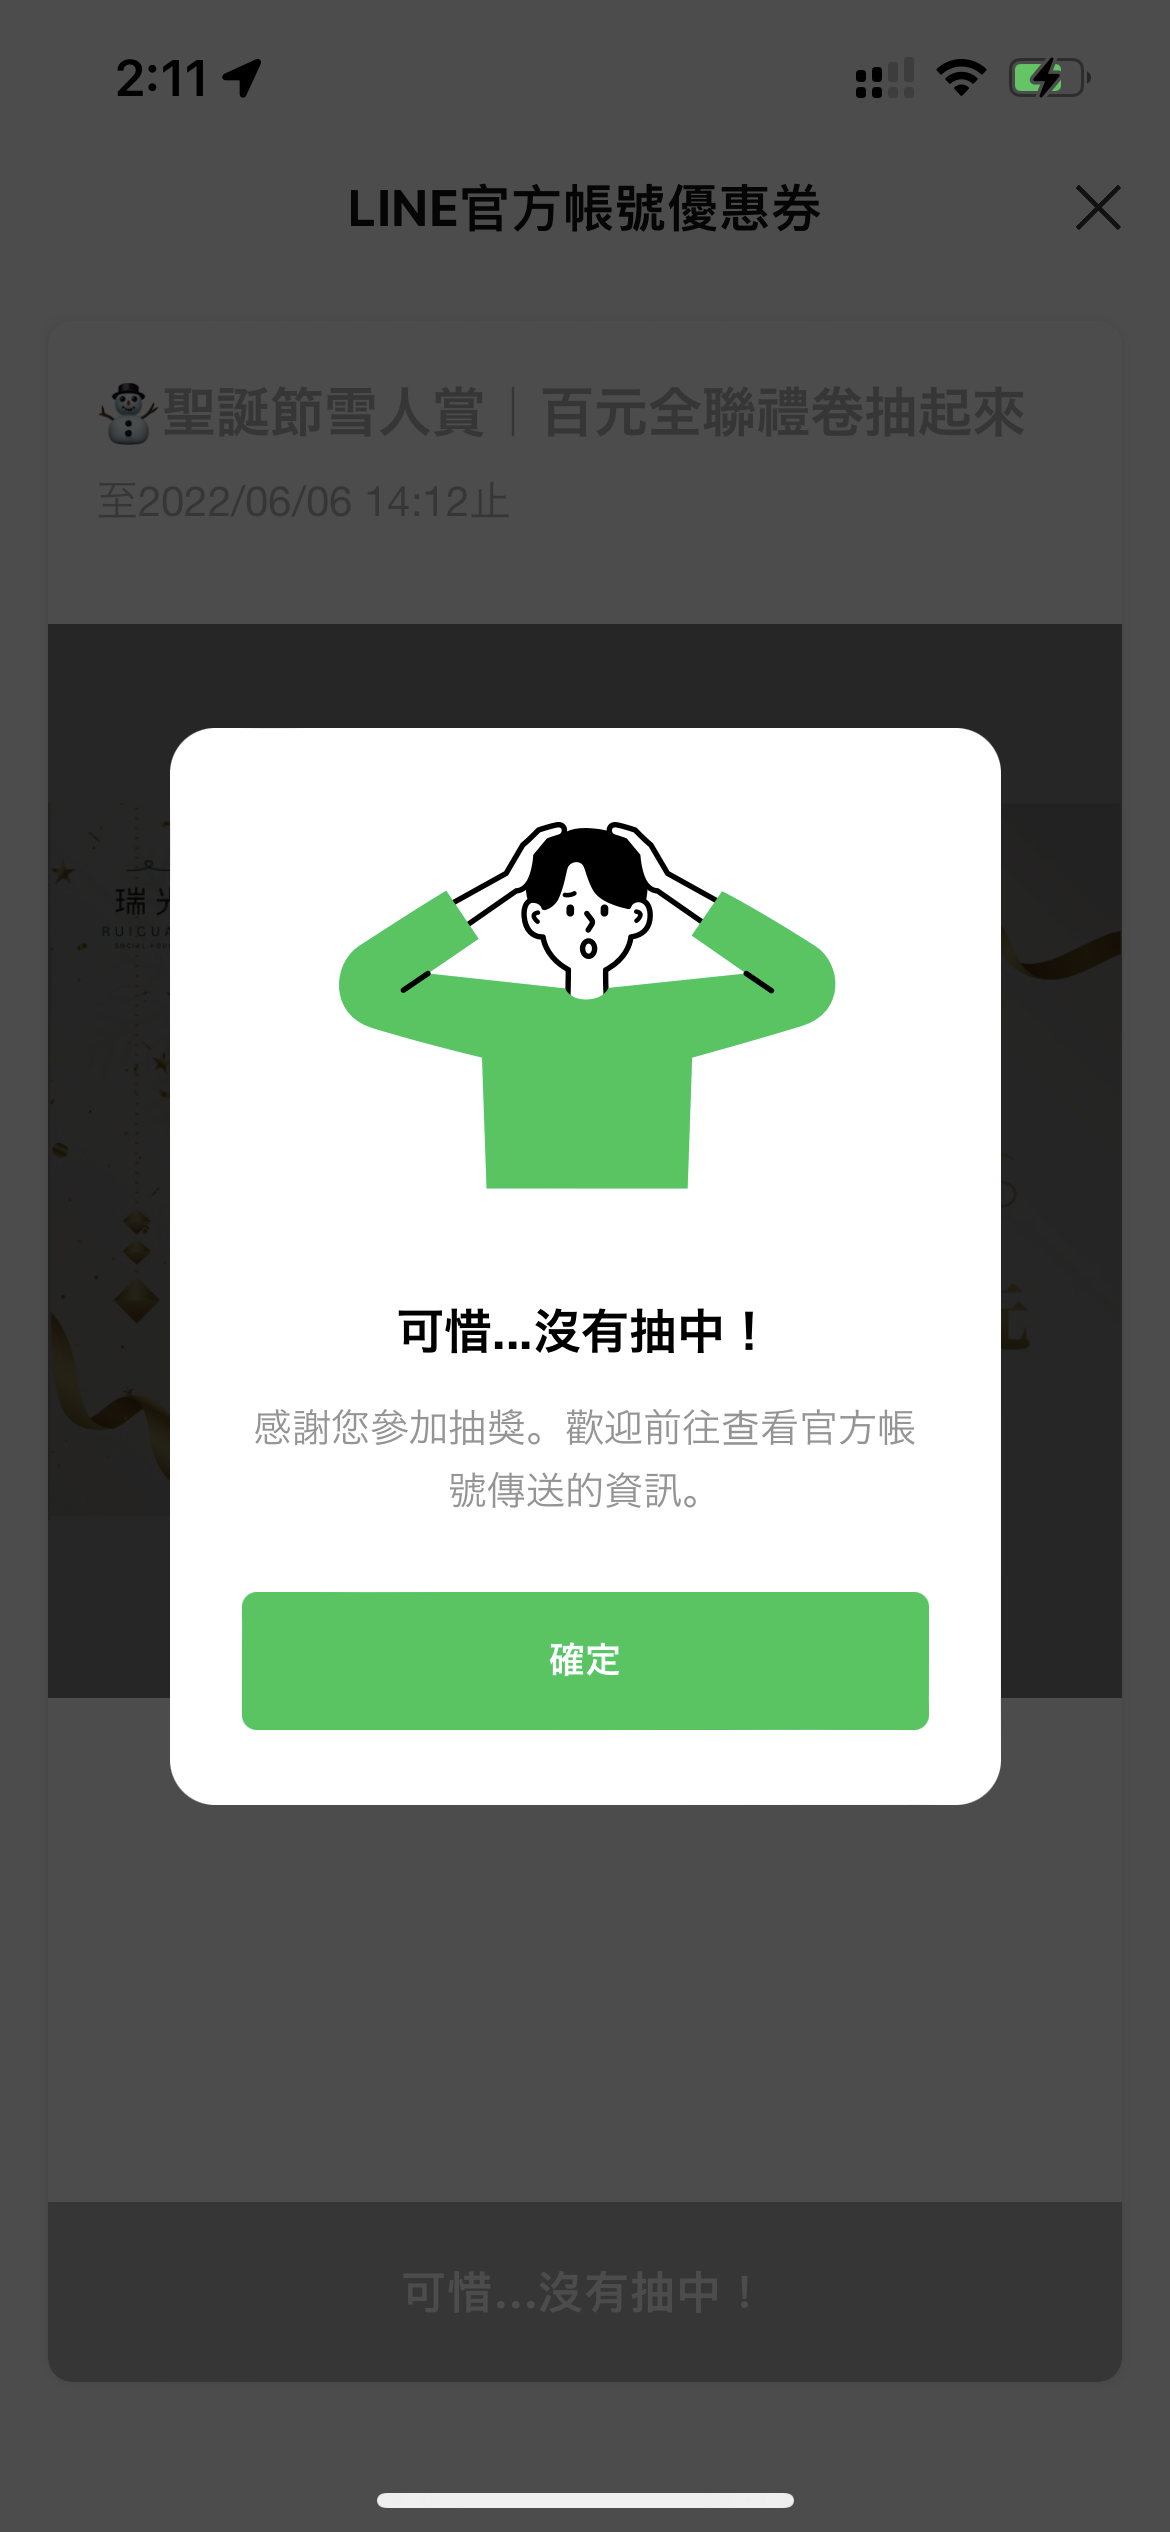 2:11
LINE官方帳號優惠券
聖誕節雪人賞｜百元全聯禮卷抽起來
至2022/06/06 14:12止
瑞
RUIGUA
可惜...沒有抽中！
感謝您參加抽獎。歡迎前往查看官方帳
號傳送的資訊。
確定
可惜...沒有抽中！